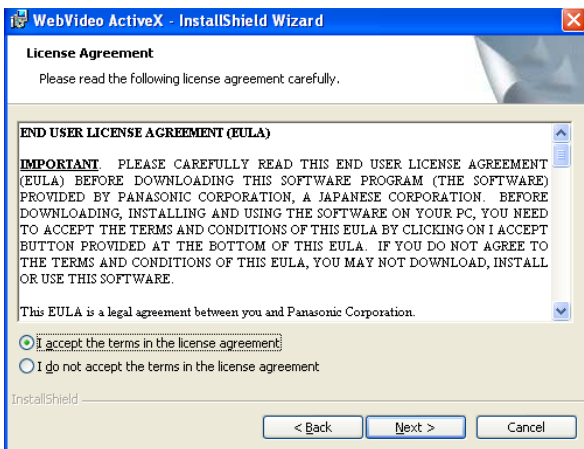 WebVideo ActiveX - InstallShield Wizard
License Agreement
Please read the following license agreement carefully.
END USER LICENSE AGREEMENT (EULA)
IMPORTANT. PLEASE CAREFULLY READ THIS END USER LICENSE AGREEMENT
(EULA) BEFORE DOWNLOADING THIS SOFTWARE PROGRAM (THE SOFTWARE)
PROVIDED BY PANASONIC CORPORATION, A JAPANESE CORPORATION. BEFORE
DOWNLOADING, INSTALLING AND USING THE SOFTWARE ON YOUR PC, YOU NEED
TO ACCEPT THE TERMS AND CONDITIONS OF THIS EULA BY CLICKING ON I ACCEPT
BUTTON PROVIDED AT THE BOTTOM OF THIS EULA. IF YOU DO NOT AGREE TO
THE TERMS AND CONDITIONS OF THIS EULA, YOU MAY NOT DOWNLOAD, INSTALL
OR USE THIS SOFTWARE.
This EULA is a legal agreement between you and Panasonic Corporation.
I accept the terms in the license agreement
I do not accept the terms in the license agreement
InstallShield
< Back Next > Cancel